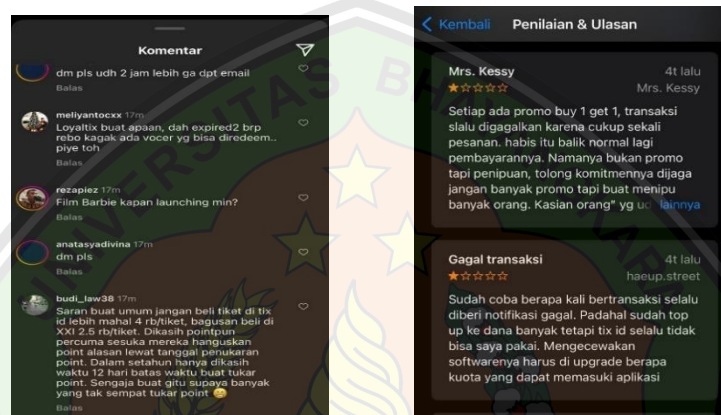 Komentar
dm pls udh 2 jam lebih ga dpt email
Balas
meliyantocxx 17m
Loyaltix buat apaan, dah expired2 brp
rebo kagak ada vocer yg bisa diredeem..
piye toh
Balas
rezapiez 17m
Film Barbie kapan launching min?
Balas
anatasyadivina 17m
dm pls
Balas
budi_law38 17m
Saran buat umum jangan beli tiket di tix
id lebih mahal 4 rb/tiket, bagusan beli di
XXI 2.5 rb/tiket. Dikasih pointpun
percuma sesuka mereka hanguskan
point alasan lewat tanggal penukaran
point. Dalam setahun hanya dikasih
waktu 12 hari batas waktu buat tukar
point. Sengaja buat gitu supaya banyak
yang tak sempat tukar point
Balas
Kembali
Penilaian & Ulasan
Mrs. Kessy 4t lalu
★☆☆☆☆ Mrs. Kessy
Setiap ada promo buy 1 get 1, transaksi
slalu digagalkan karena cukup sekali
pesanan. habis itu balik normal lagi
pembayarannya. Namanya bukan promo
tapi penipuan, tolong komitmennya dijaga
jangan banyak promo tapi buat menipu
banyak orang. Kasian orang" yg ud lainnya
Gagal transaksi 4t lalu
★☆☆☆☆ haeup.street
Sudah coba berapa kali bertransaksi selalu
diberi notifikasi gagal. Padahal sudah top
up ke dana banyak tetapi tix id selalu tidak
bisa saya pakai. Mengecewakan
softwarenya harus di upgrade berapa
kuota yang dapat memasuki aplikasi
UNIVERSITAS BHAYANGKARA